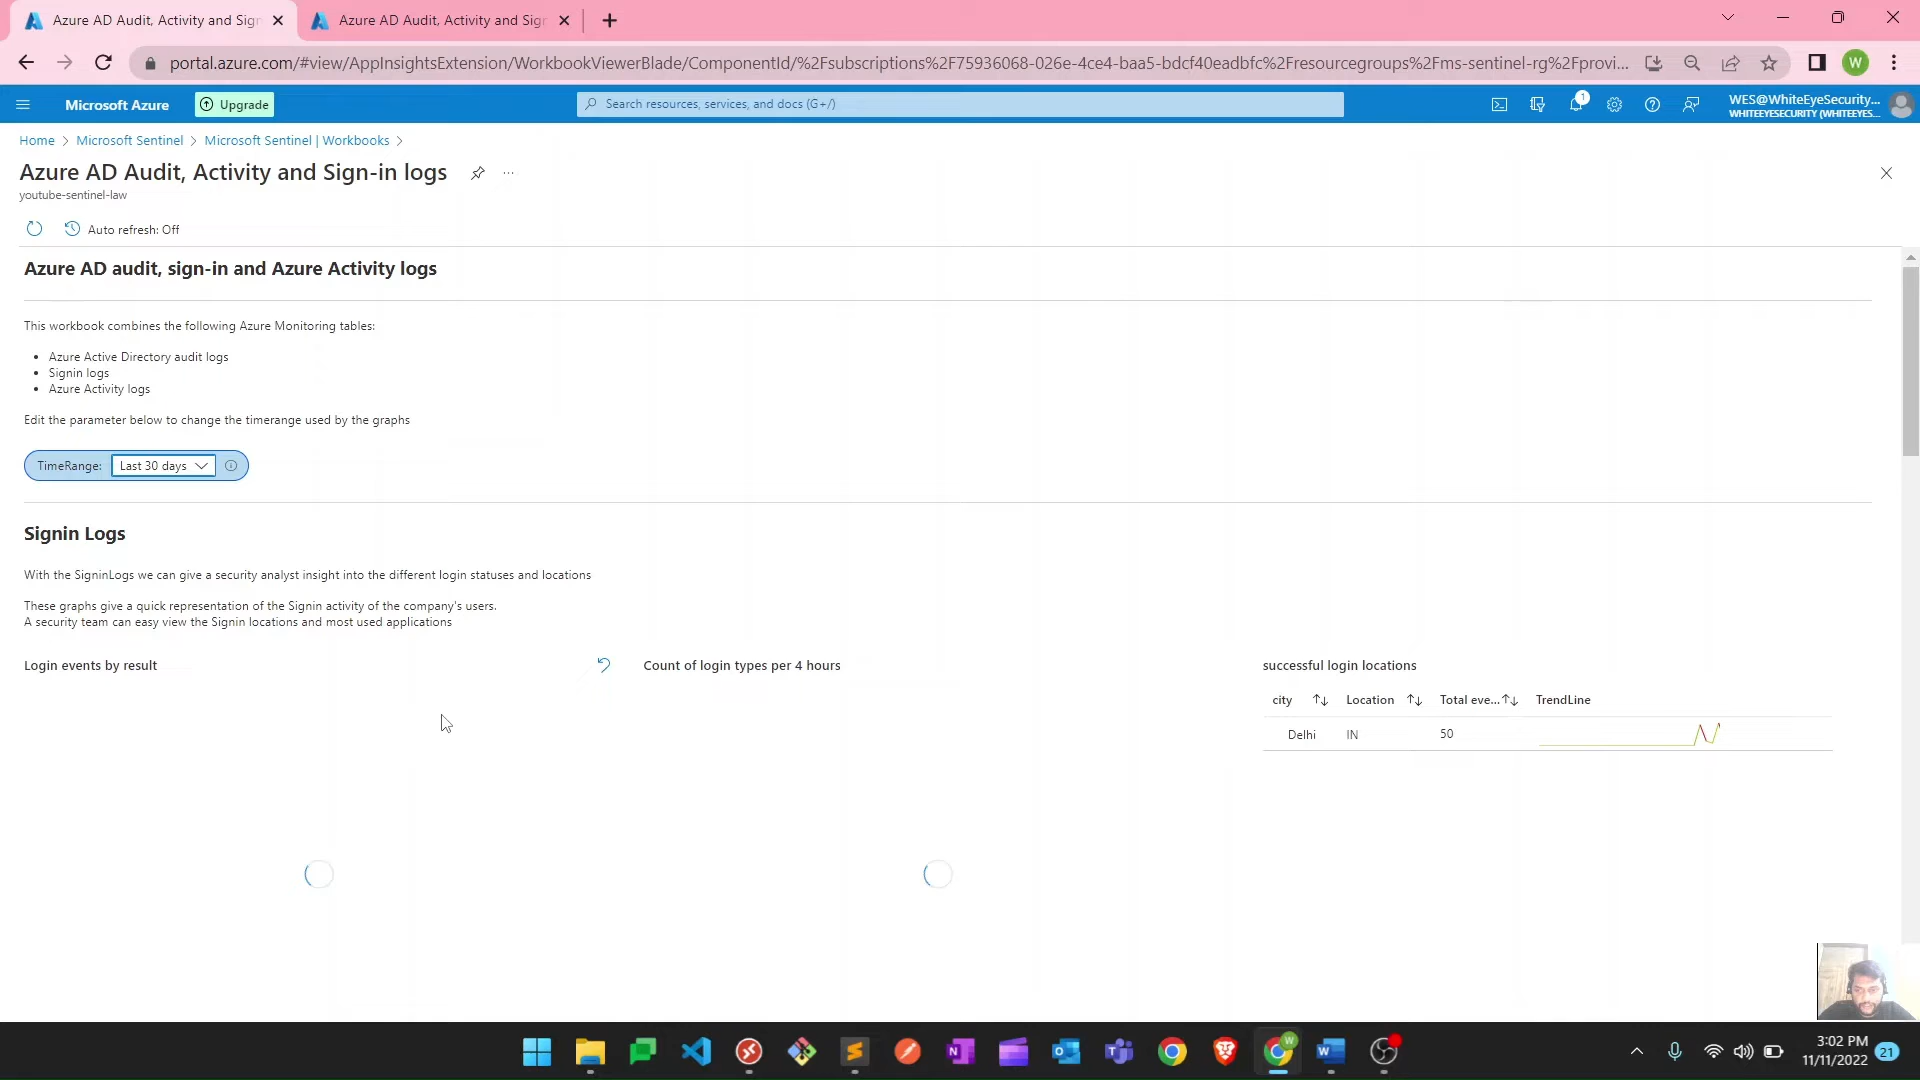 Azure AD Audit, Activity and Sign
Azure AD Audit, Activity and Sign
portal.azure.com/#view/AppInsightsExtension/WorkbookViewerBlade/ComponentId/%2Fsubscriptions%2F75936068-026e-4ce4-baa5-bdcf40eadbfc%2Fresourcegroups%2Fms-sentinel-rg%2Fprovi...
W
Microsoft Azure
Upgrade
Search resources, services, and docs (G+/)
1
WES@WhiteEyeSecurity...
WHITEEYESECURITY (WHITEEYES...
Home > Microsoft Sentinel > Microsoft Sentinel | Workbooks >
Azure AD Audit, Activity and Sign-in logs ...
youtube-sentinel-law
Auto refresh: Off
Azure AD audit, sign-in and Azure Activity logs
This workbook combines the following Azure Monitoring tables:
• Azure Active Directory audit logs
• Signin logs
• Azure Activity logs
Edit the parameter below to change the timerange used by the graphs
TimeRange: Last 30 days
Signin Logs
With the SigninLogs we can give a security analyst insight into the different login statuses and locations
These graphs give a quick representation of the Signin activity of the company's users.
A security team can easy view the Signin locations and most used applications
Login events by result
Count of login types per 4 hours
successful login locations
city Location Total eve... TrendLine
Delhi IN 50
3:02 PM
11/11/2022
21